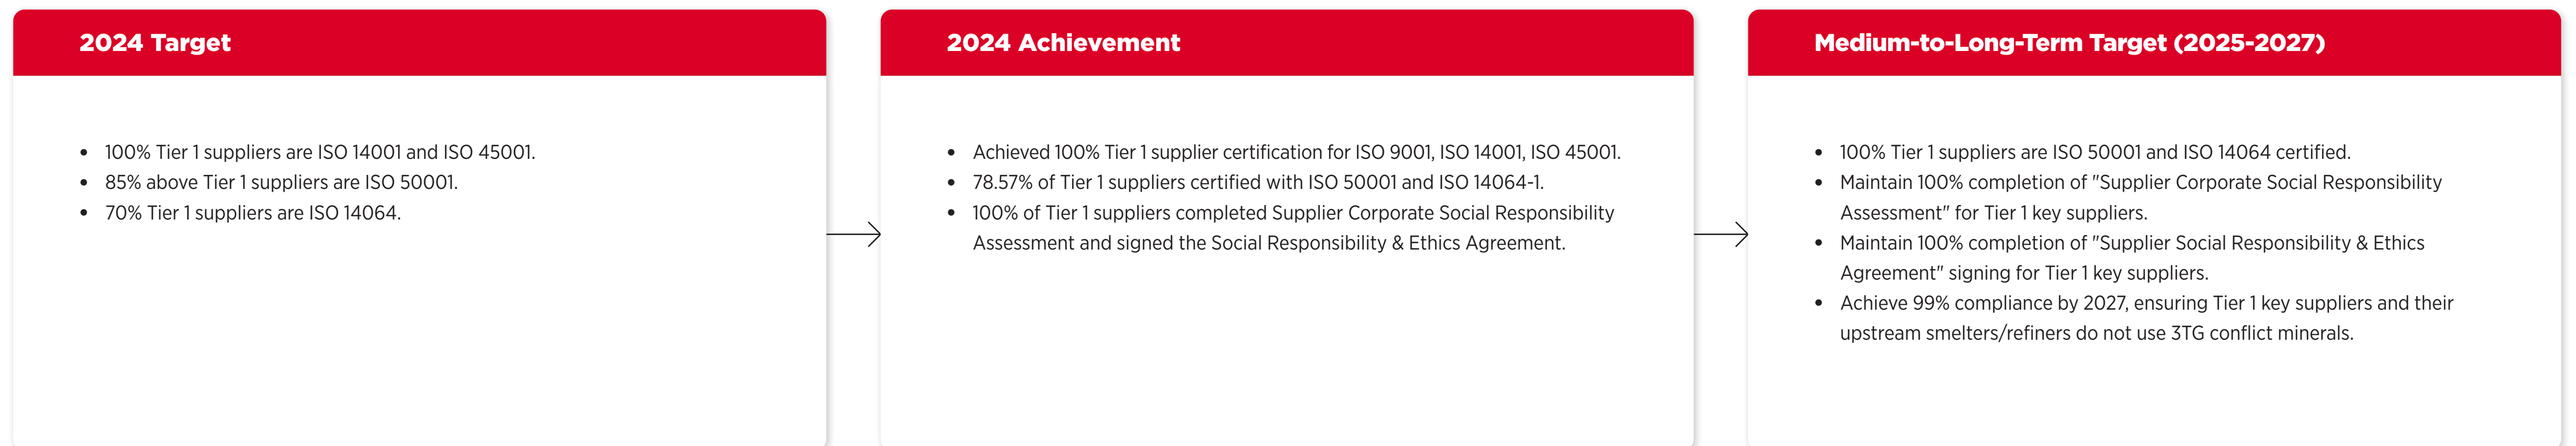 2024 Target
• 100% Tier 1 suppliers are ISO 14001 and ISO 45001.
• 85% above Tier 1 suppliers are ISO 50001.
• 70% Tier 1 suppliers are ISO 14064.
2024 Achievement
• Achieved 100% Tier 1 supplier certification for ISO 9001, ISO 14001, ISO 45001.
• 78.57% of Tier 1 suppliers certified with ISO 50001 and ISO 14064-1.
• 100% of Tier 1 suppliers completed Supplier Corporate Social Responsibility
Assessment and signed the Social Responsibility & Ethics Agreement.
Medium-to-Long-Term Target (2025-2027)
• 100% Tier 1 suppliers are ISO 50001 and ISO 14064 certified.
• Maintain 100% completion of "Supplier Corporate Social Responsibility
Assessment" for Tier 1 key suppliers.
• Maintain 100% completion of "Supplier Social Responsibility & Ethics
Agreement" signing for Tier 1 key suppliers.
• Achieve 99% compliance by 2027, ensuring Tier 1 key suppliers and their
upstream smelters/refiners do not use 3TG conflict minerals.